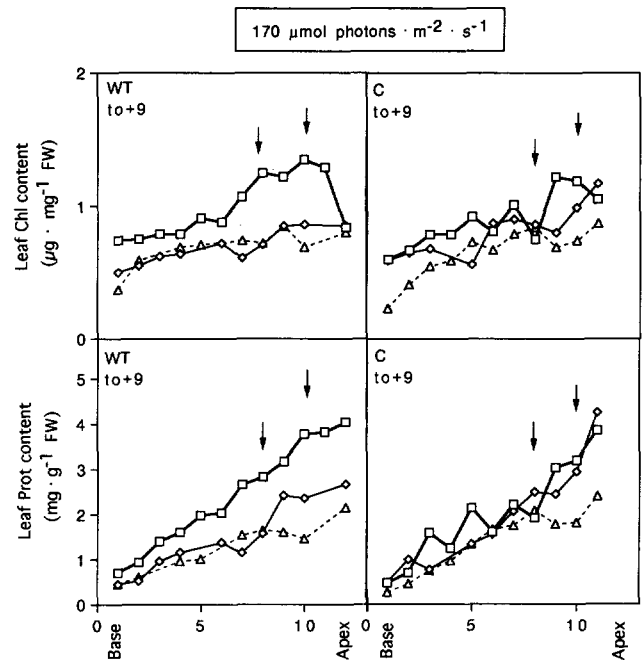 170 μmol photons · m⁻² · s⁻¹
Leaf Chl content
(μg · mg⁻¹ FW)
2
1
0
WT
to+9
C
to+9
Leaf Prot content
(mg · g⁻¹ FW)
5
4
3
2
1
0
WT
to+9
C
to+9
0 5 10 0 5 10
Base Apex Base Apex